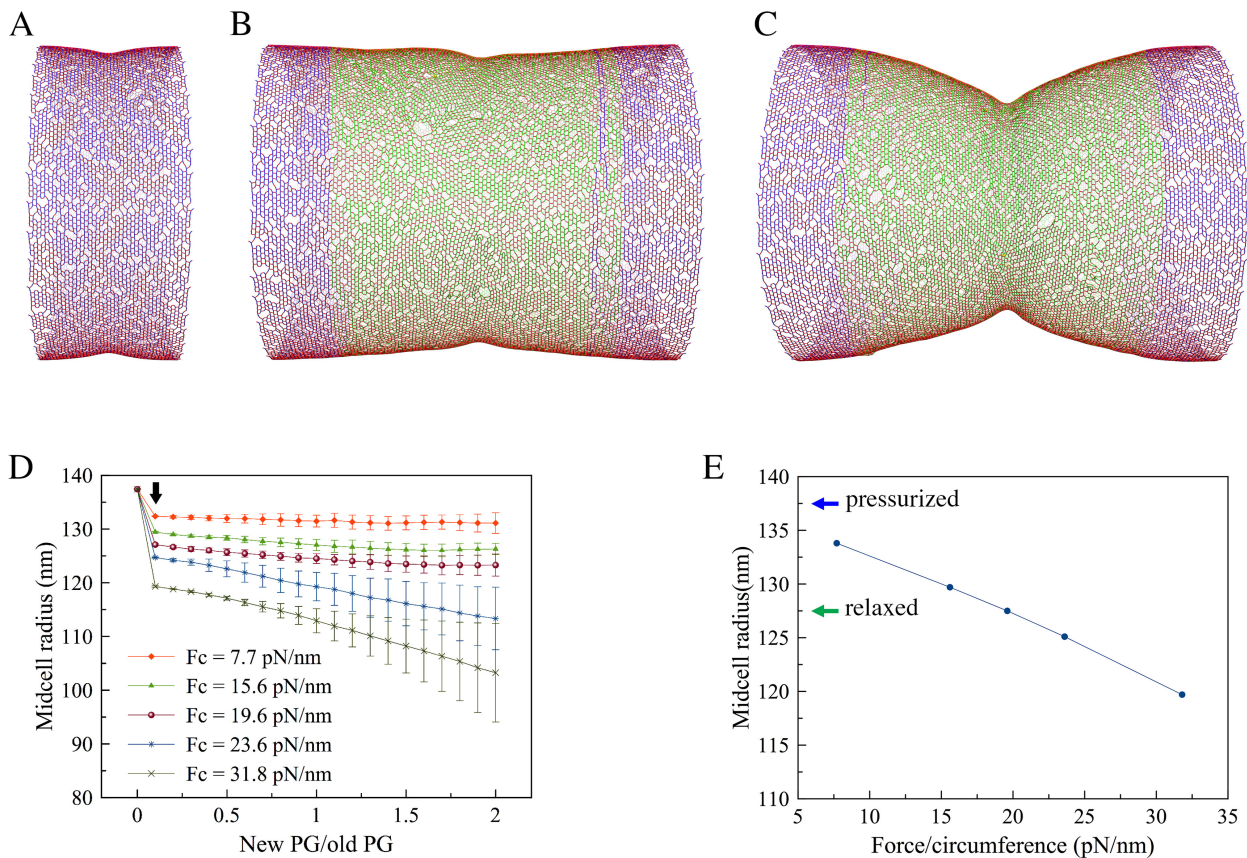 A
B
C
D
140
130
120
110
100
90
80
Midcell radius (nm)
Fc = 7.7 pN/nm
Fc = 15.6 pN/nm
Fc = 19.6 pN/nm
Fc = 23.6 pN/nm
Fc = 31.8 pN/nm
0
0.5
1
1.5
2
New PG/old PG
E
140
135
130
125
120
115
110
Midcell radius(nm)
pressurized
relaxed
5
10
15
20
25
30
35
Force/circumference (pN/nm)